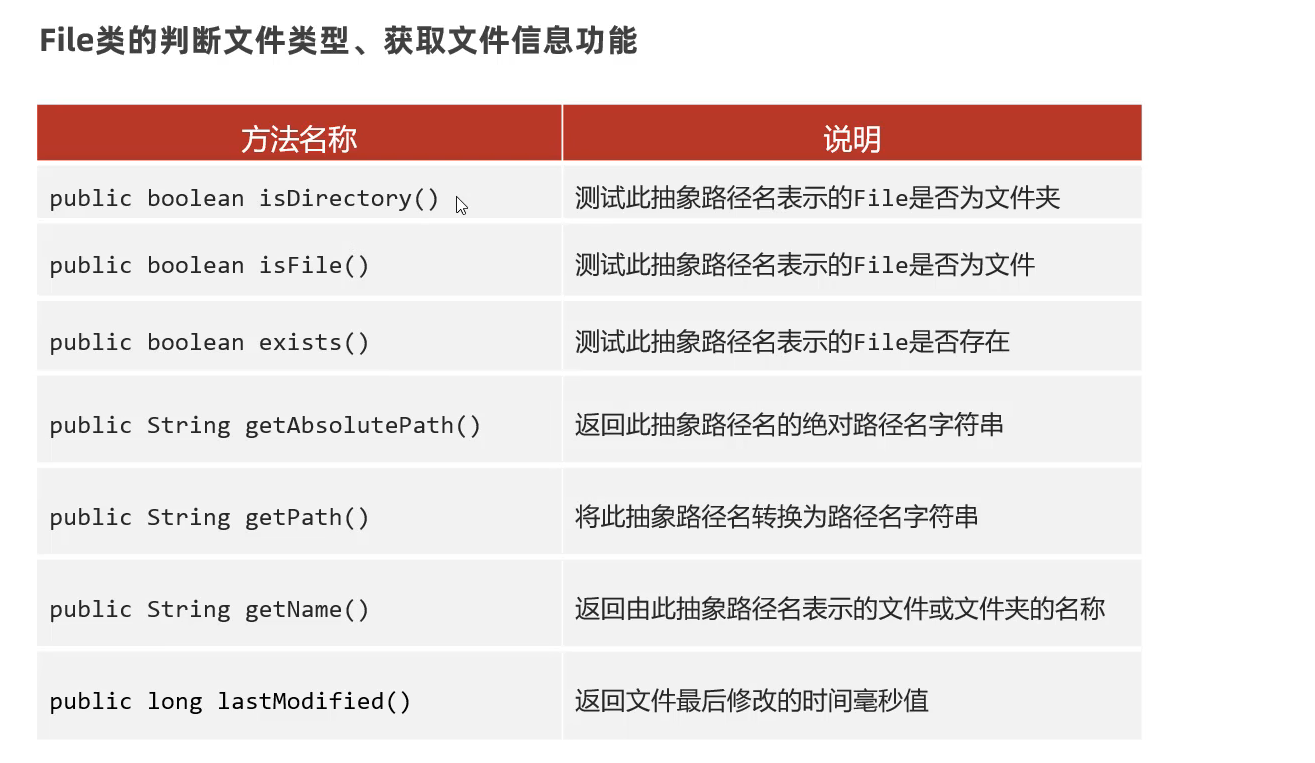 File类的判断文件类型、获取文件信息功能
方法名称 说明
public boolean isDirectory() 测试此抽象路径名表示的File是否为文件夹
public boolean isFile() 测试此抽象路径名表示的File是否为文件
public boolean exists() 测试此抽象路径名表示的File是否存在
public String getAbsolutePath() 返回此抽象路径名的绝对路径名字符串
public String getPath() 将此抽象路径名转换为路径名字符串
public String getName() 返回由此抽象路径名表示的文件或文件夹的名称
public long lastModified() 返回文件最后修改的时间毫秒值